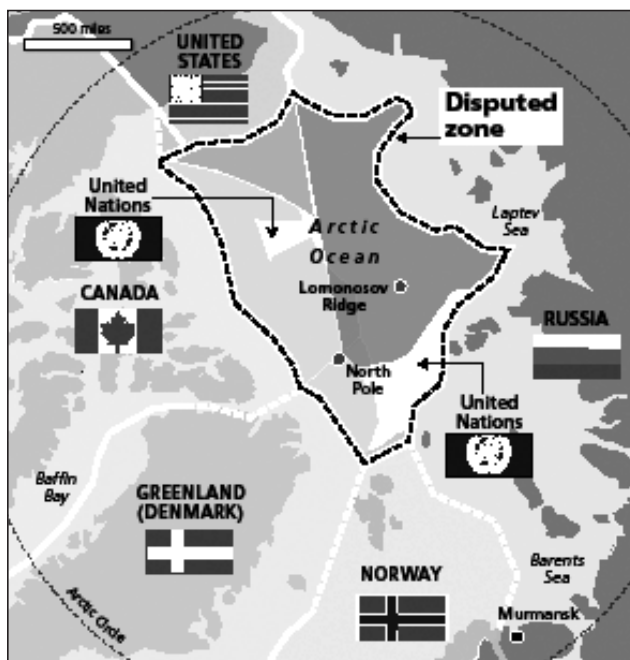 500 miles
UNITED
STATES
Disputed
zone
United
Nations
Laptev
Sea
Arctic
Ocean
CANADA
Lomonosov
Ridge
RUSSIA
North
Pole
United
Nations
Baffin
Bay
GREENLAND
(DENMARK)
NORWAY
Barents
Sea
Arctic Circle
Murmansk